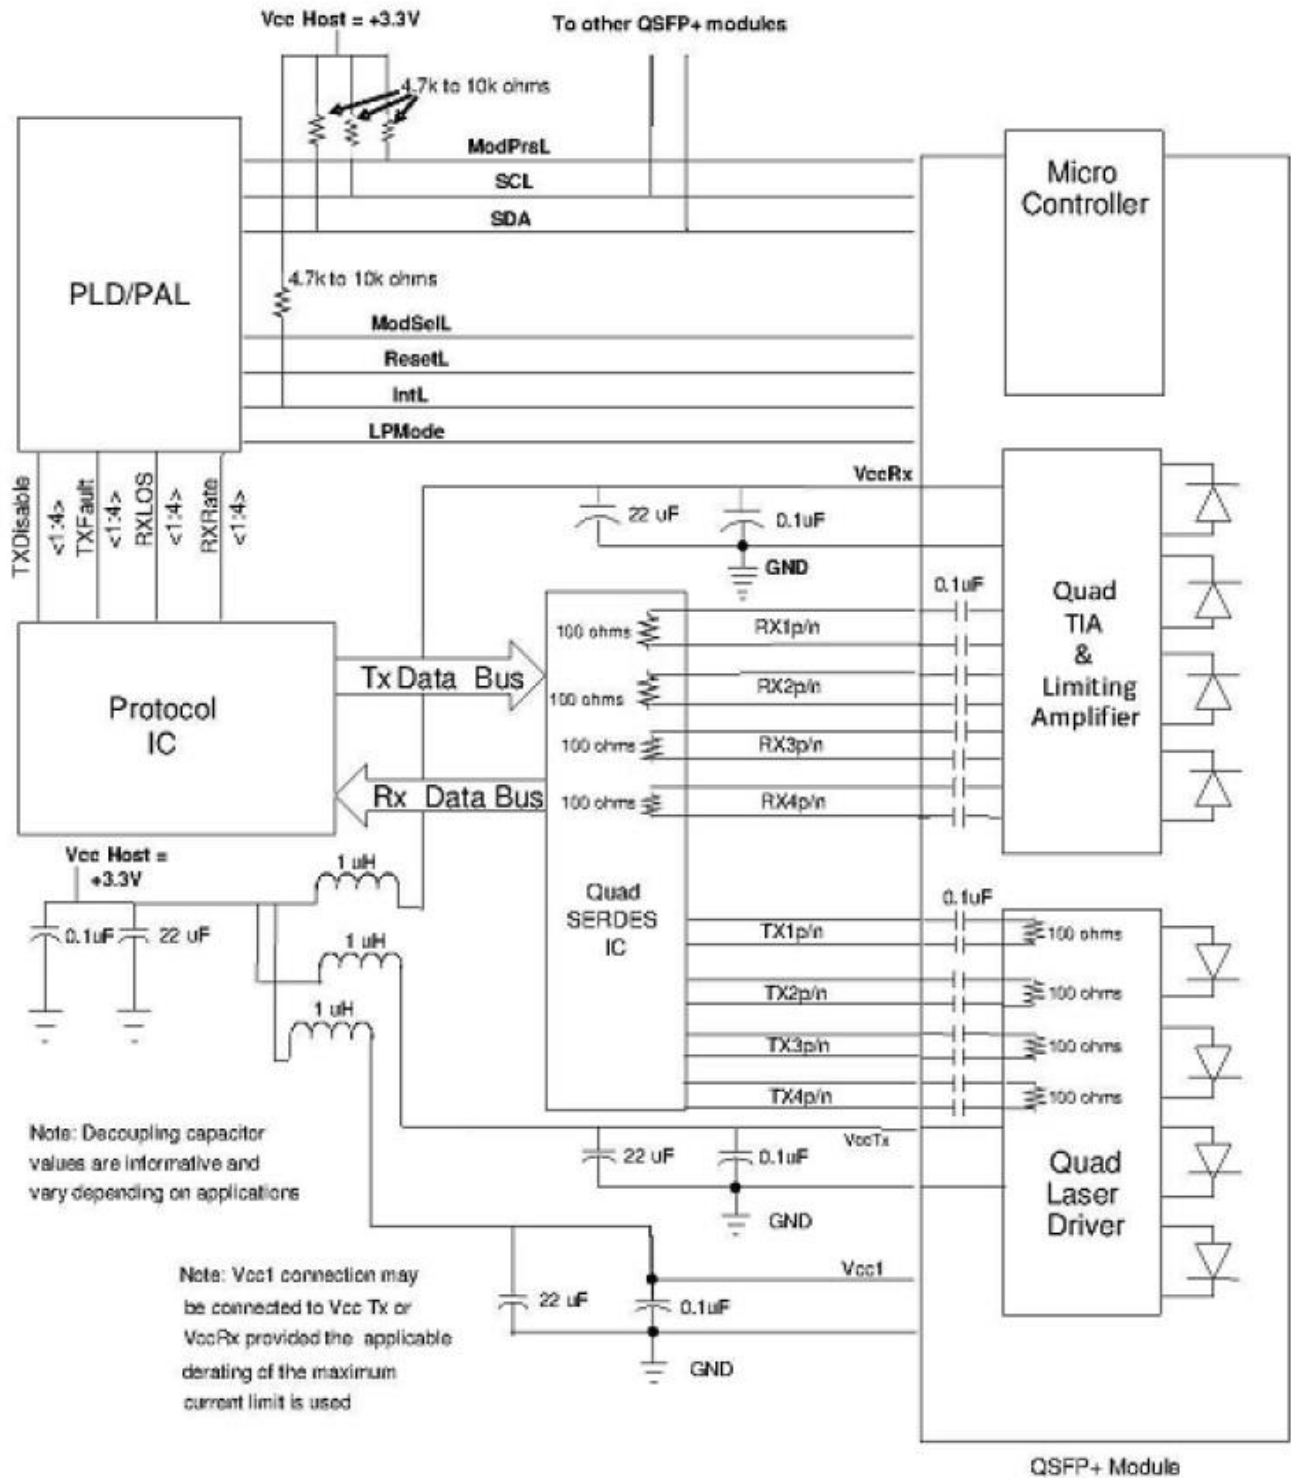 Vcc Host = +3.3V
To other QSFP+ modules
4.7k to 10k ohms
ModPrsL
SCL
SDA
Micro
Controller
PLD/PAL
4.7k to 10k ohms
ModSelL
ResetL
IntL
LPMode
TXDisable
<1:4>
TXFault
<1:4>
RXLOS
<1:4>
RXRate
<1:4>
VccRx
22 uF
0.1uF
GND
0.1uF
Quad
TIA
&
Limiting
Amplifier
100 ohms
RX1p/n
100 ohms
RX2p/n
100 ohms
RX3p/n
100 ohms
RX4p/n
Tx Data Bus
Protocol
IC
Rx Data Bus
Vcc Host =
+3.3V
0.1uF
22 uF
1 uH
1 uH
1 uH
Quad
SERDES
IC
0.1uF
TX1p/n
100 ohms
TX2p/n
100 ohms
TX3p/n
100 ohms
TX4p/n
100 ohms
Note: Decoupling capacitor
values are informative and
vary depending on applications
VccTx
22 uF
0.1uF
GND
Quad
Laser
Driver
Note: Vcc1 connection may
be connected to Vcc Tx or
VccRx provided the applicable
derating of the maximum
current limit is used
Vcc1
22 uF
0.1uF
GND
QSFP+ Module